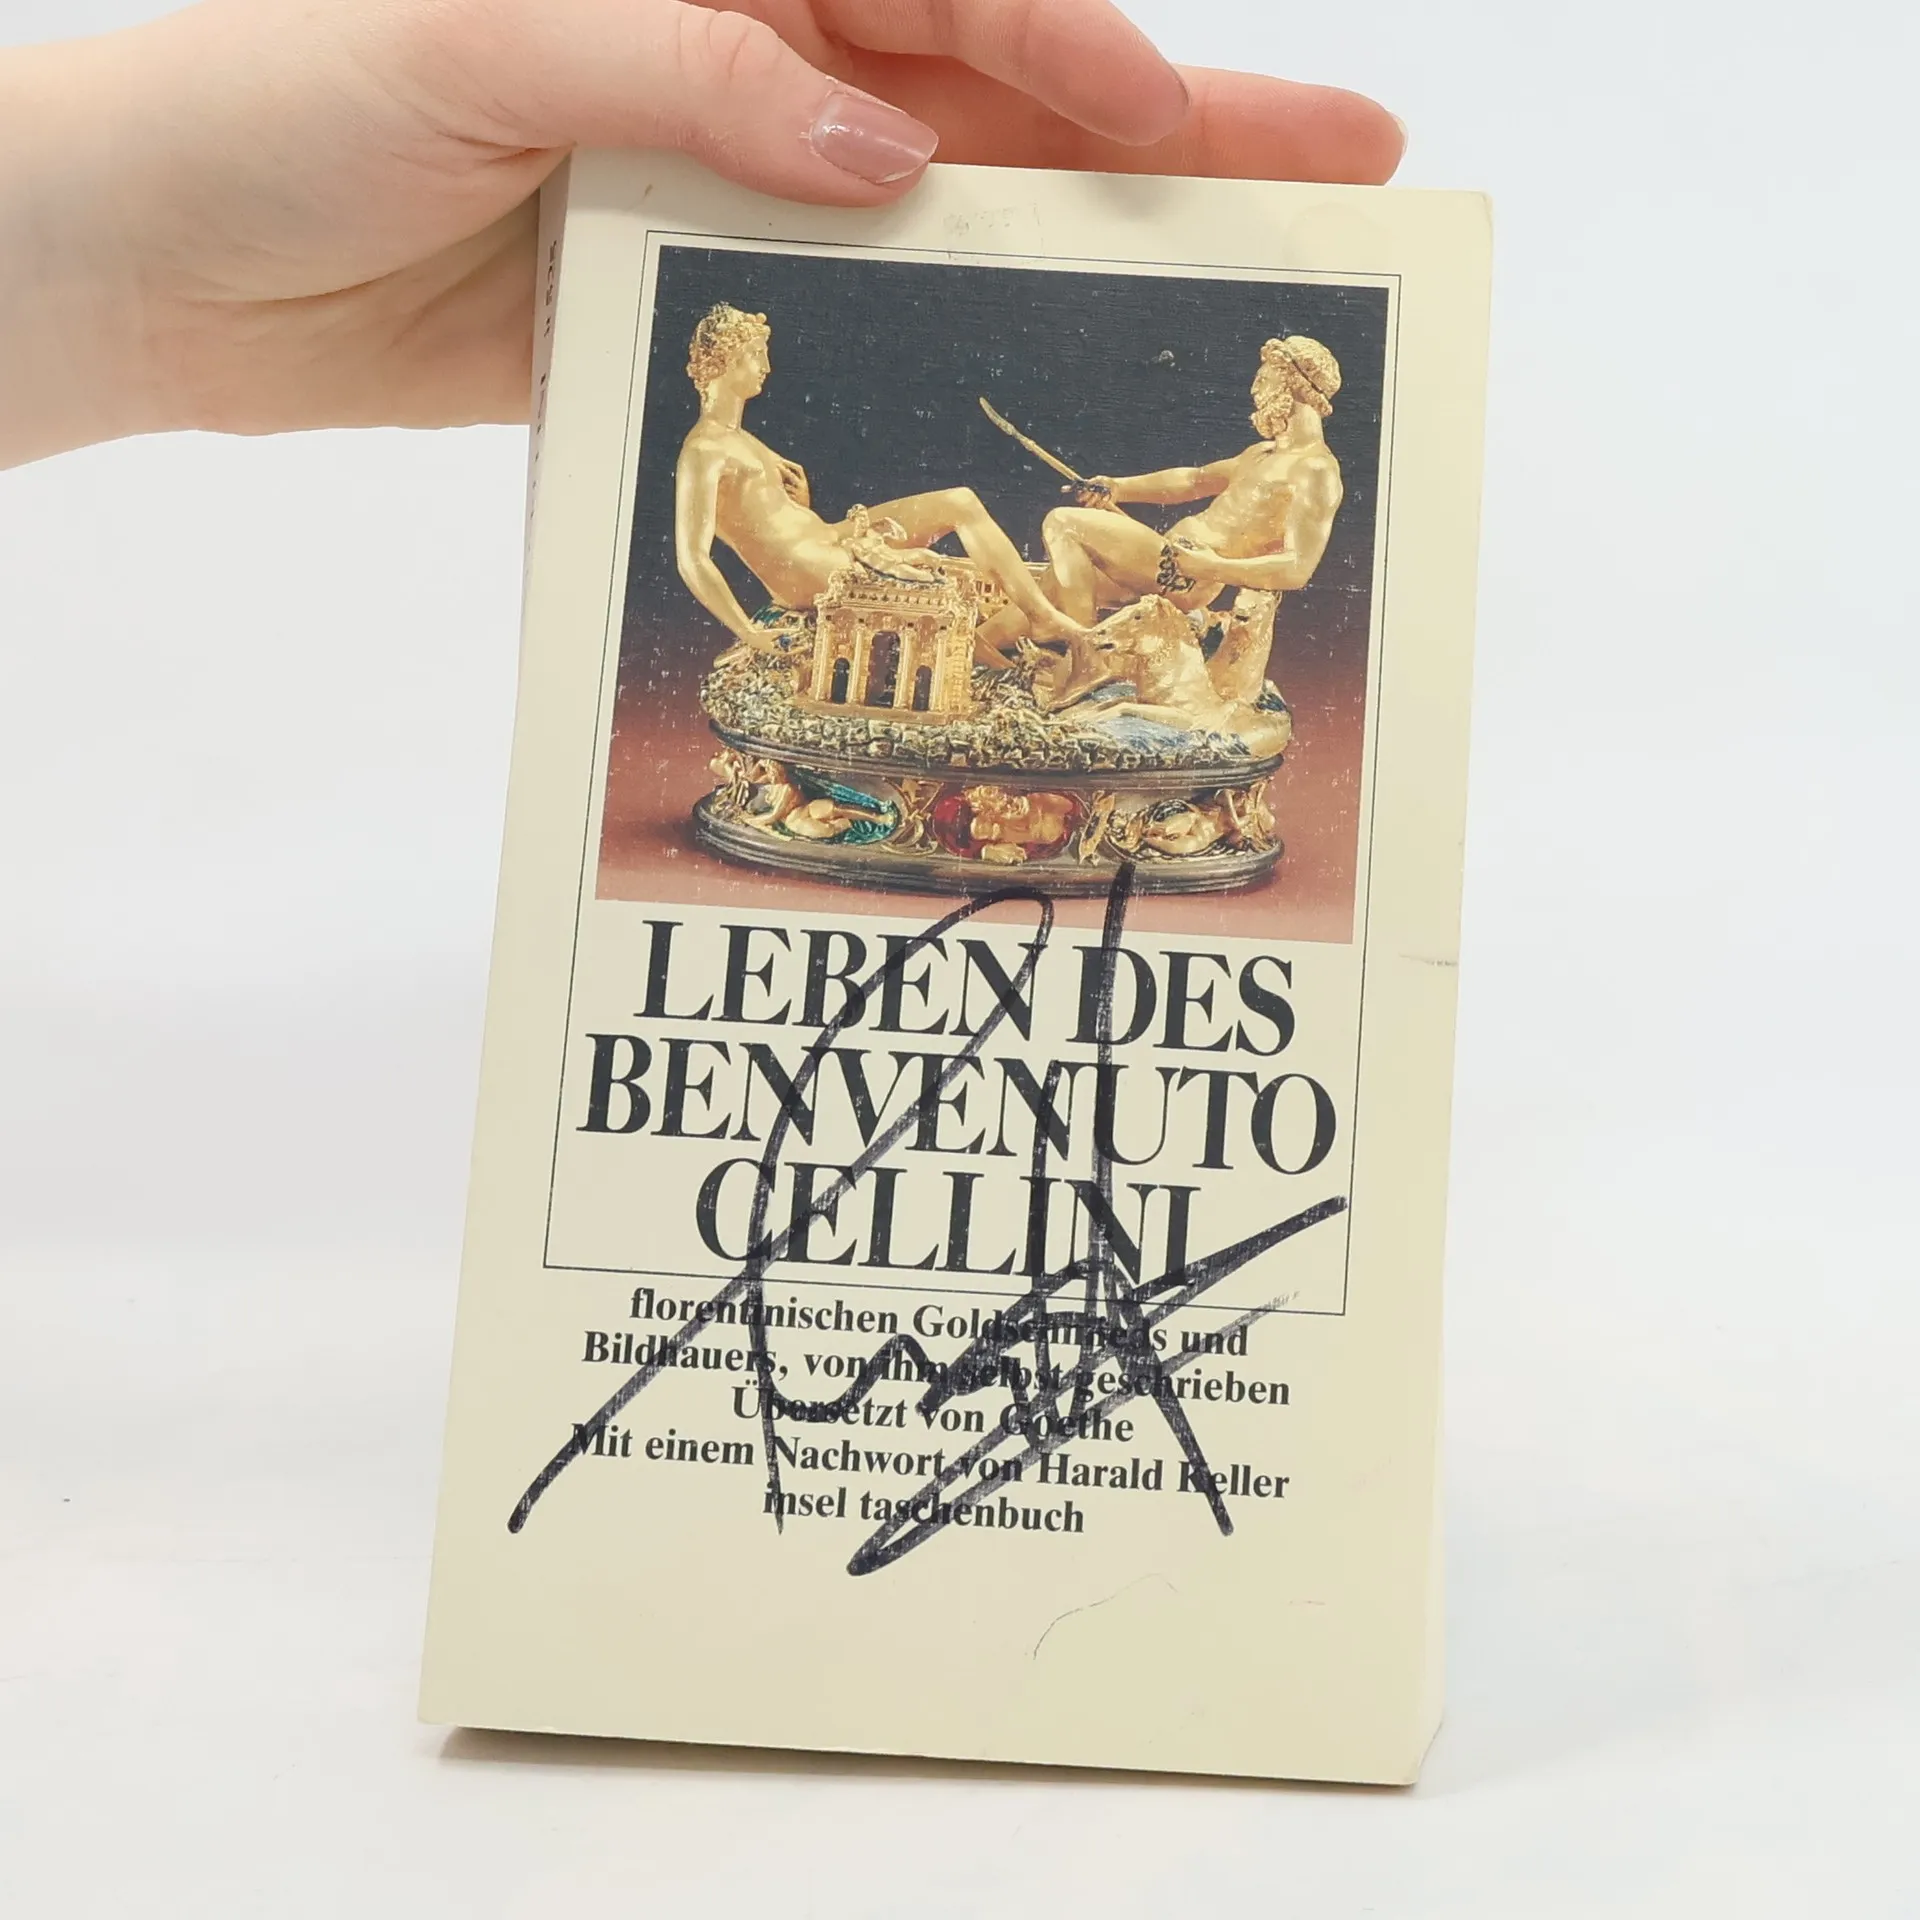 LEBEN DES
BENVENUTO
CELLINI
florentinischen Goldschmieds und
Bildhauers, von ihm selbst geschrieben
Übersetzt von Goethe
Mit einem Nachwort von Harald Keller
insel taschenbuch